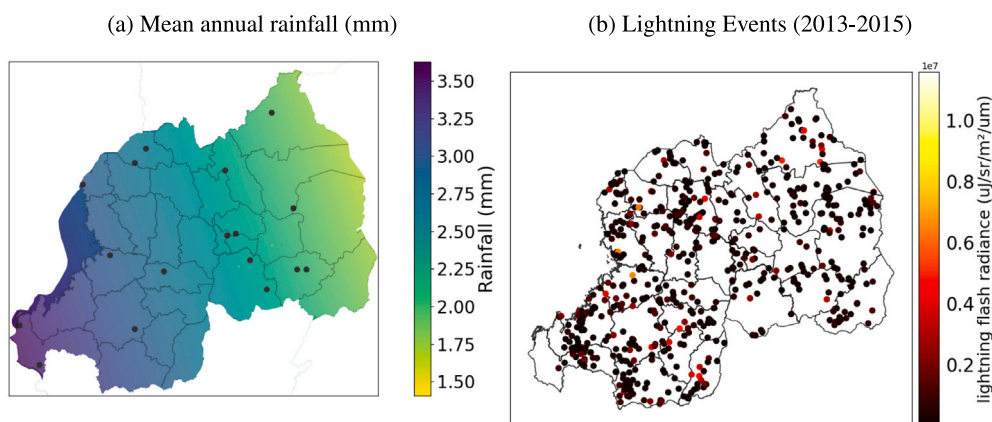 (a) Mean annual rainfall (mm)
(b) Lightning Events (2013-2015)
3.50
3.25
3.00
2.75
2.50
2.25
2.00
1.75
1.50
Rainfall (mm)
1e7
1.0
0.8
0.6
0.4
0.2
lightning flash radiance (uJ/sr/m²/um)